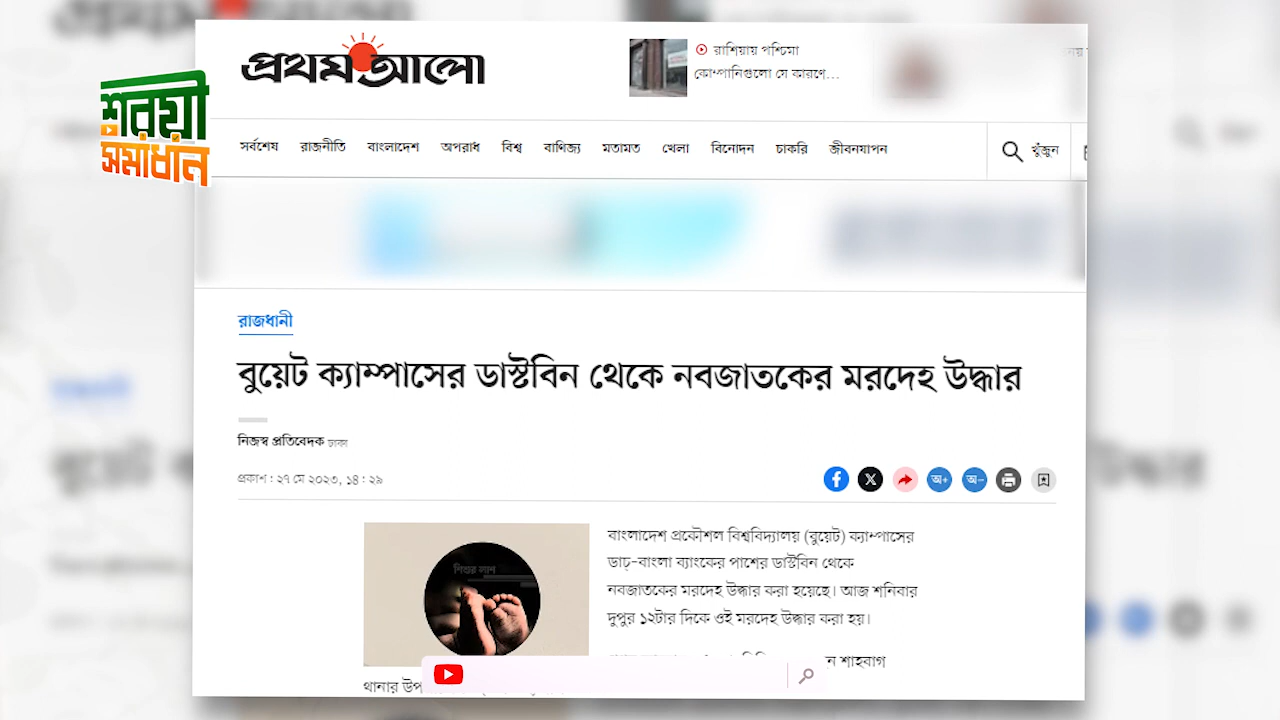 প্রথম আলো
রাশিয়ায় পশ্চিমা
কোম্পানিগুলো যে কারণে...
শরয়ী
সমাধান
সর্বশেষ রাজনীতি বাংলাদেশ অপরাধ বিশ্ব বাণিজ্য মতামত খেলা বিনোদন চাকরি জীবনযাপন খুঁজুন
রাজধানী
বুয়েট ক্যাম্পাসের ডাস্টবিন থেকে নবজাতকের মরদেহ উদ্ধার
নিজস্ব প্রতিবেদক ঢাকা
প্রকাশ: ২৭ মে ২০২৩, ১৪: ২৯
অ+ অ-
শিশুর লাশ
বাংলাদেশ প্রকৌশল বিশ্ববিদ্যালয় (বুয়েট) ক্যাম্পাসের
ডাচ্-বাংলা ব্যাংকের পাশের ডাস্টবিন থেকে
নবজাতকের মরদেহ উদ্ধার করা হয়েছে। আজ শনিবার
দুপুর ১২টার দিকে ওই মরদেহ উদ্ধার করা হয়।
শাহবাগ
থানার